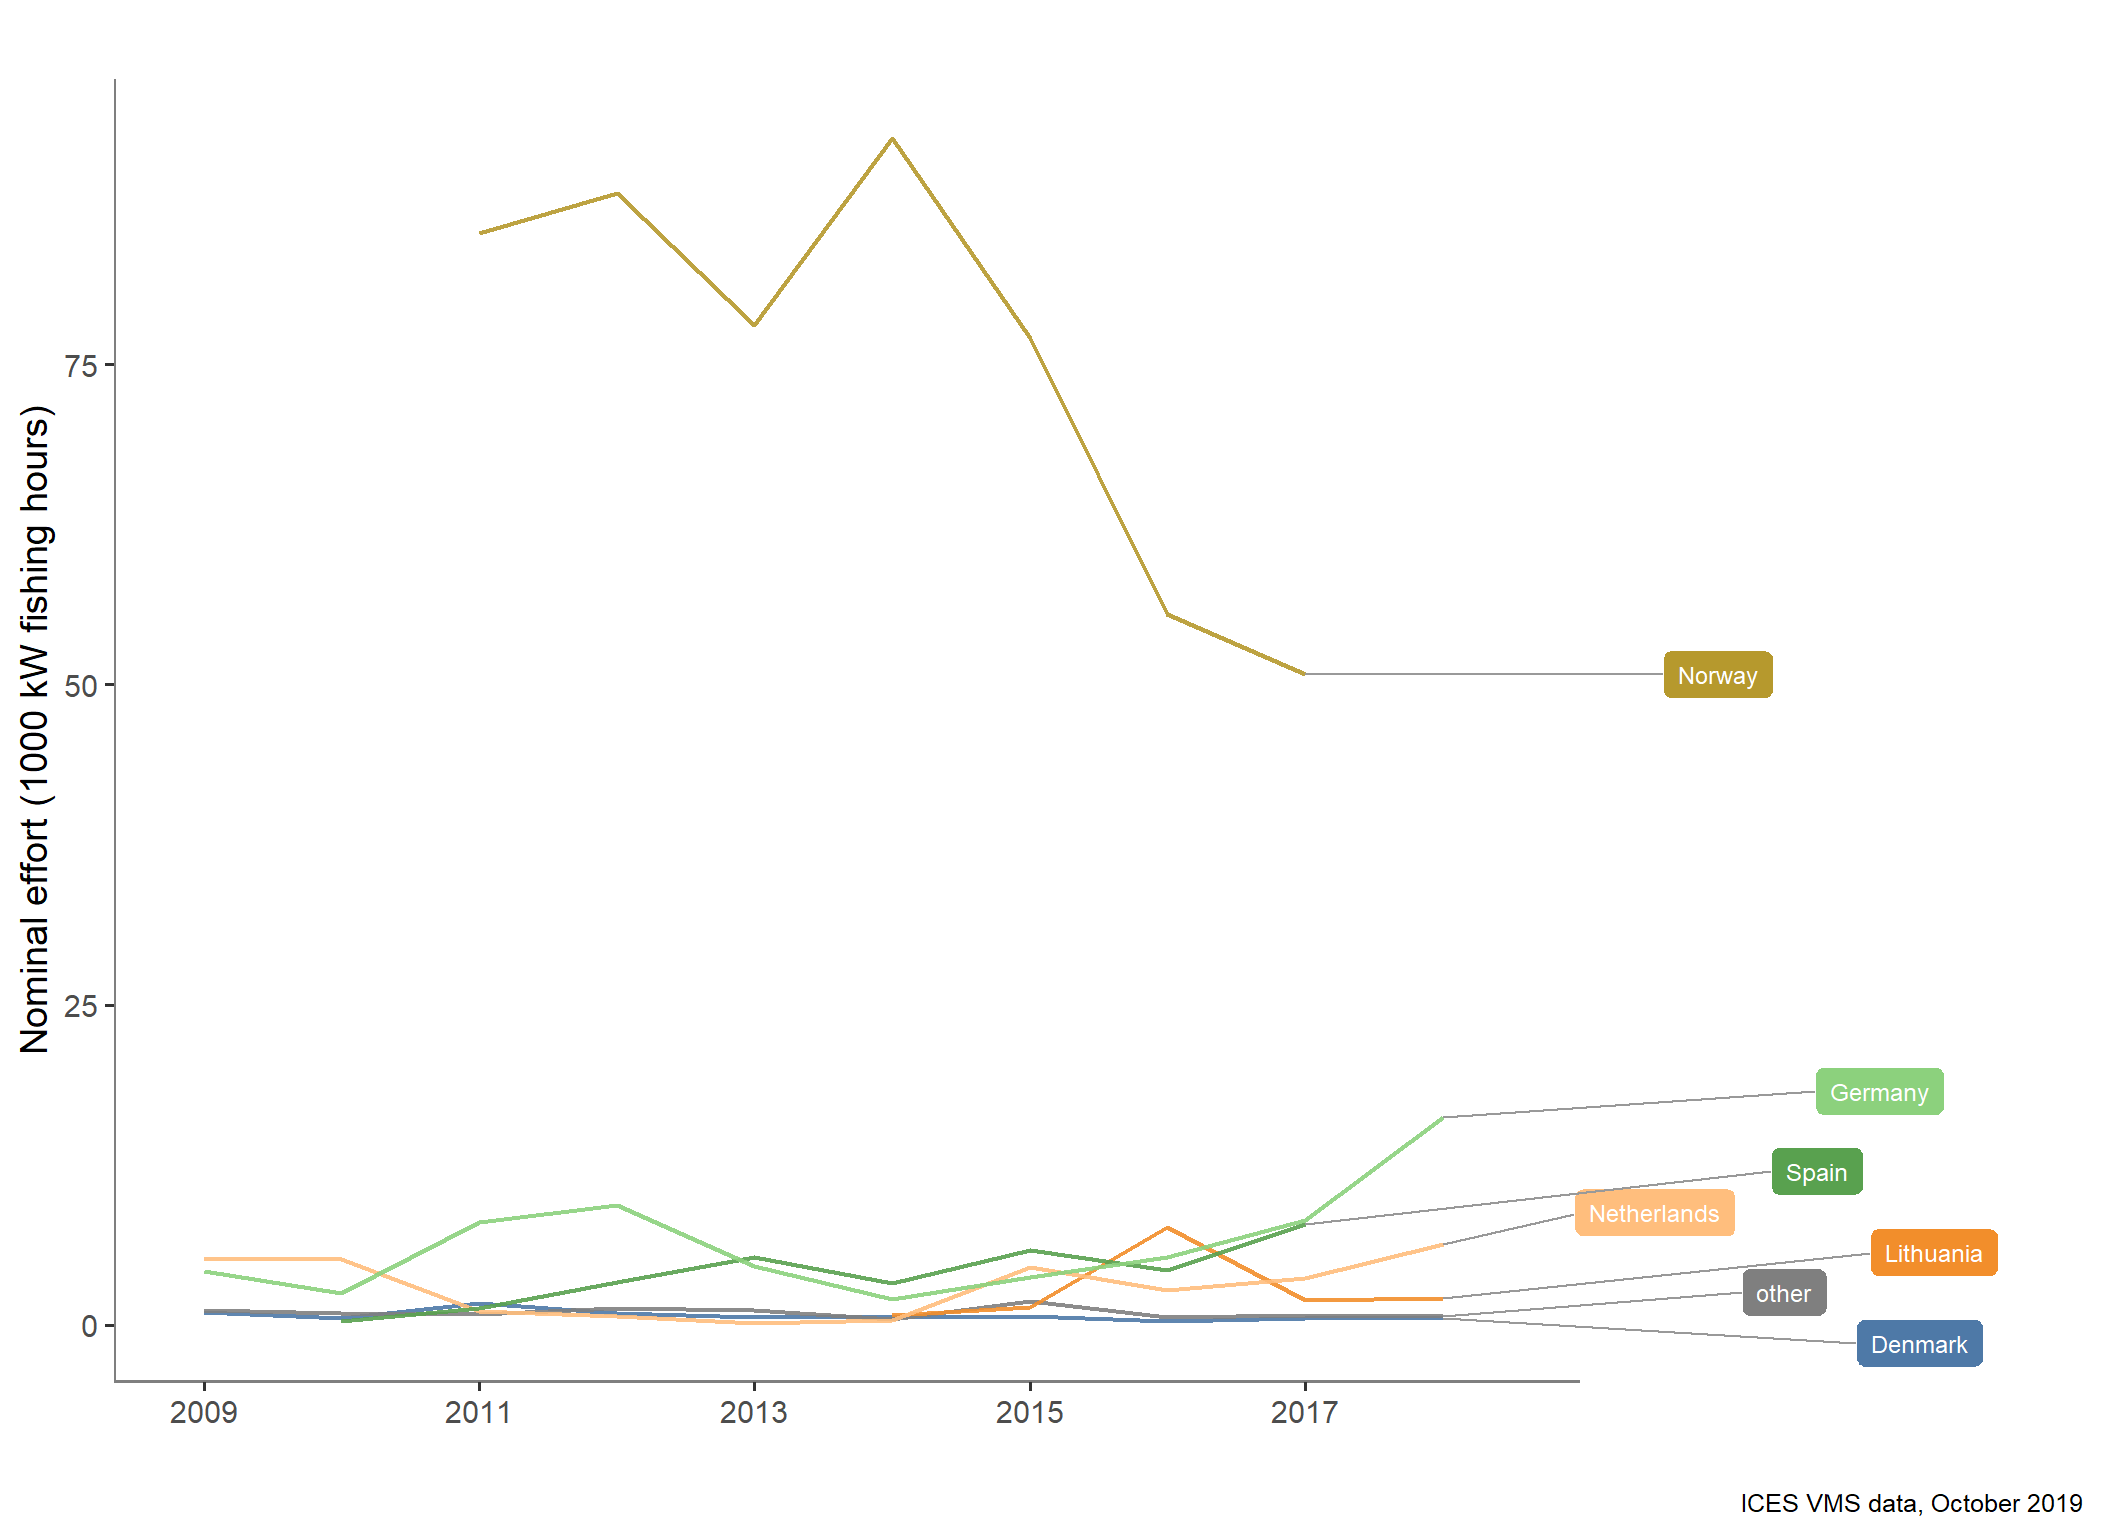 Nominal effort (1000 kW fishing hours)
75
50
25
0
Norway
Germany
Spain
Netherlands
Lithuania
other
Denmark
2009 2011 2013 2015 2017
ICES VMS data, October 2019